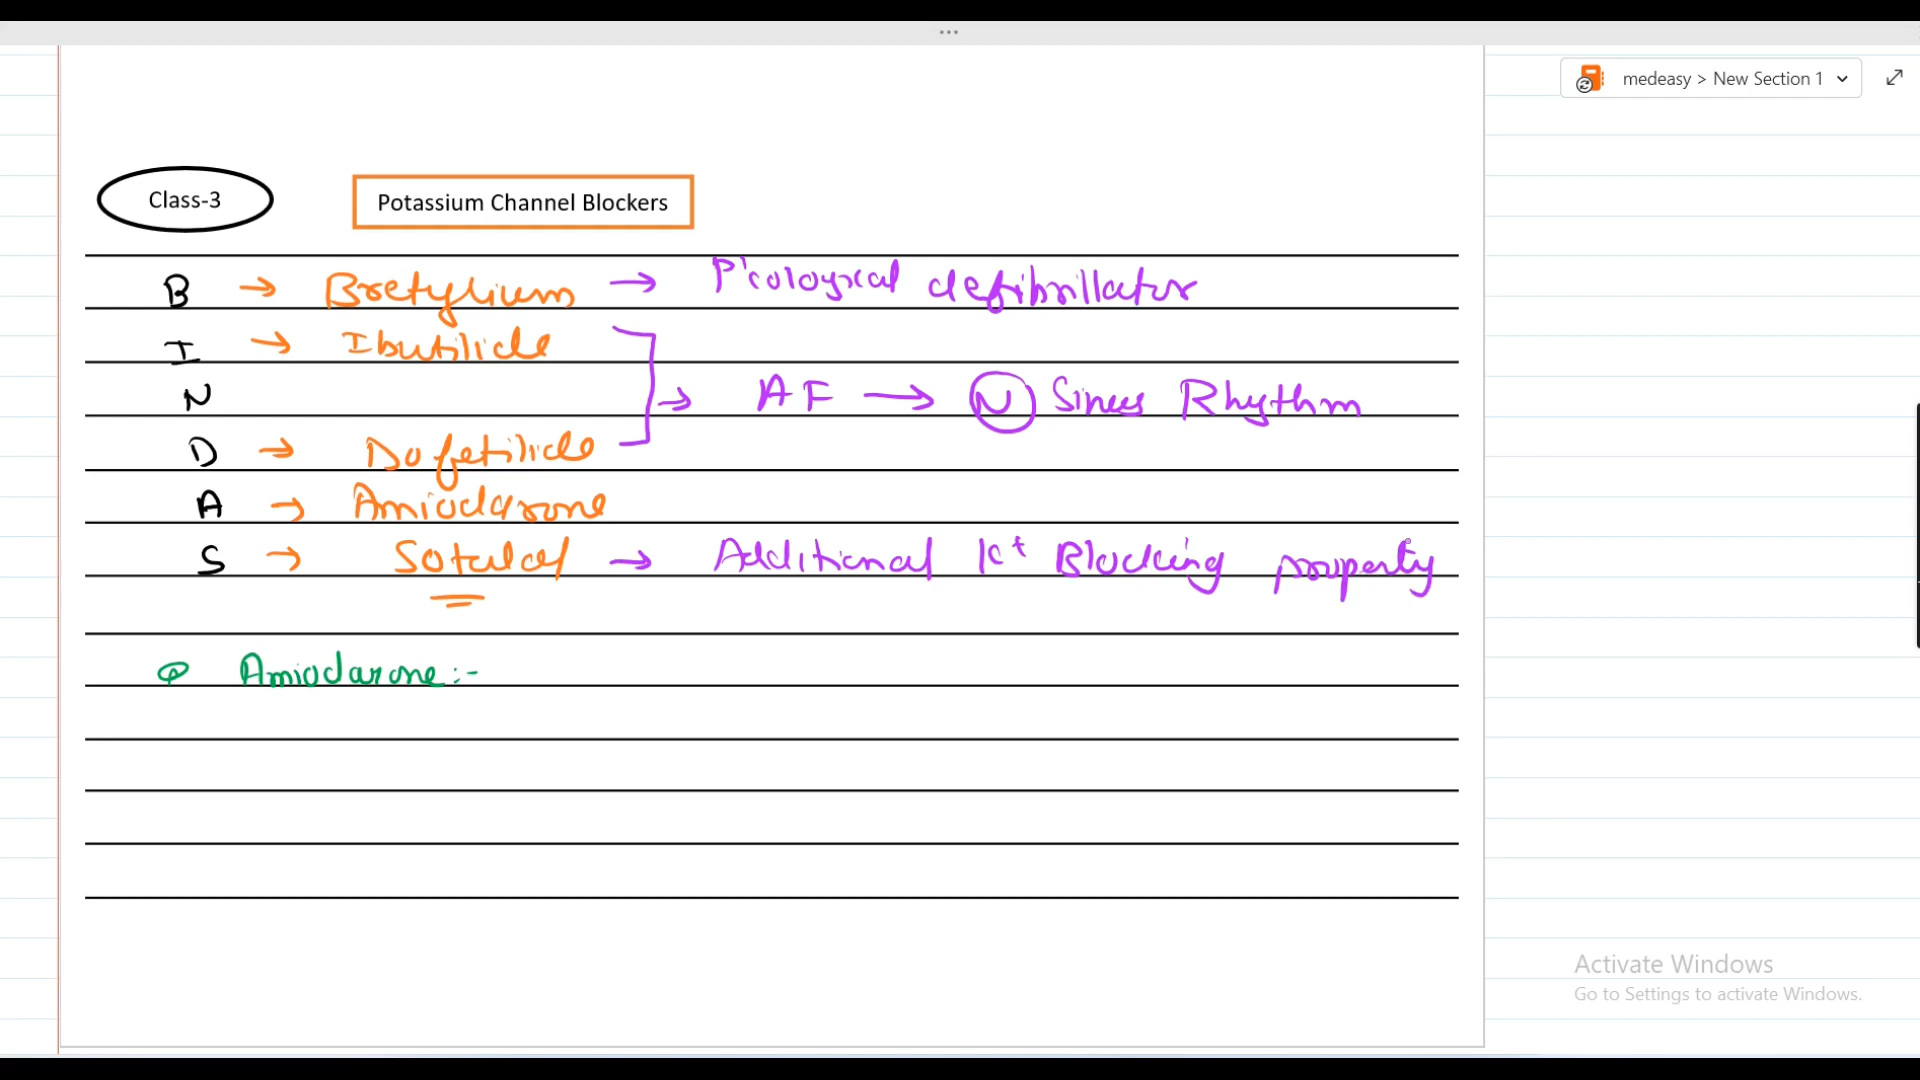 ...
medeasy > New Section 1
Class-3 Potassium Channel Blockers
B → Bretylium → P'cological defibrillator
I → Ibutilide
N
AF → N Sinus Rhythm
D → Dofetilide
A → Amiodarone
S → Sotalol → Additional K+ Blocking property
Amiodarone:-
Activate Windows
Go to Settings to activate Windows.